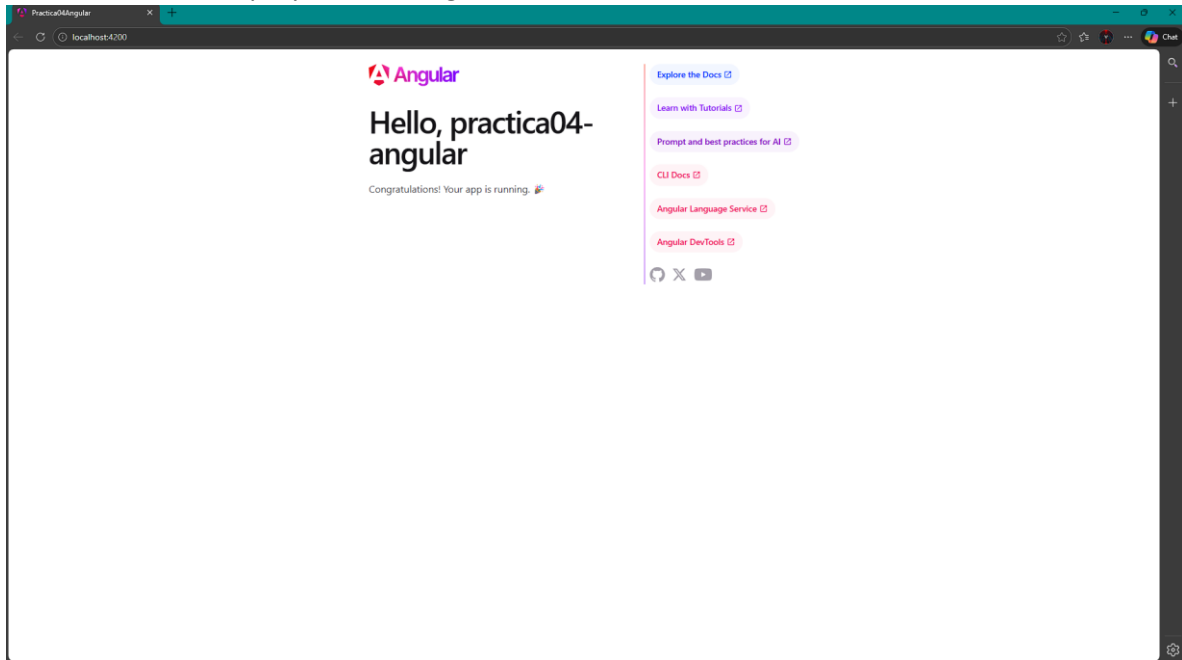 Practica04Angular
localhost:4200
Chat
Angular
Hello, practica04-
angular
Congratulations! Your app is running. 🎉
Explore the Docs
Learn with Tutorials
Prompt and best practices for AI
CLI Docs
Angular Language Service
Angular DevTools